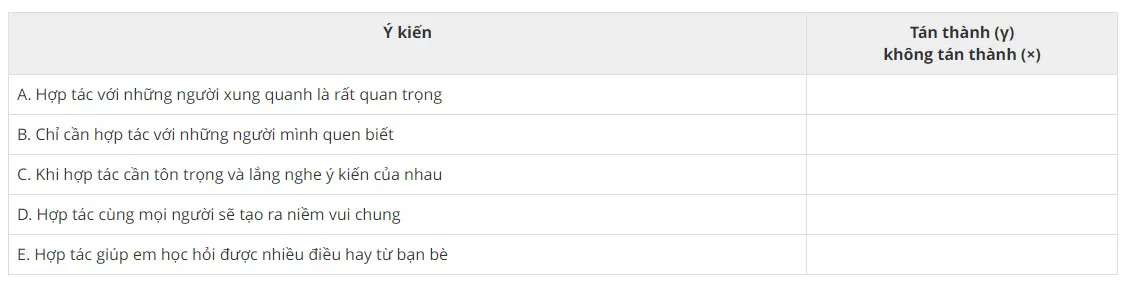 Ý kiến
Tán thành (γ)
không tán thành (×)
A. Hợp tác với những người xung quanh là rất quan trọng
B. Chỉ cần hợp tác với những người mình quen biết
C. Khi hợp tác cần tôn trọng và lắng nghe ý kiến của nhau
D. Hợp tác cùng mọi người sẽ tạo ra niềm vui chung
E. Hợp tác giúp em học hỏi được nhiều điều hay từ bạn bè